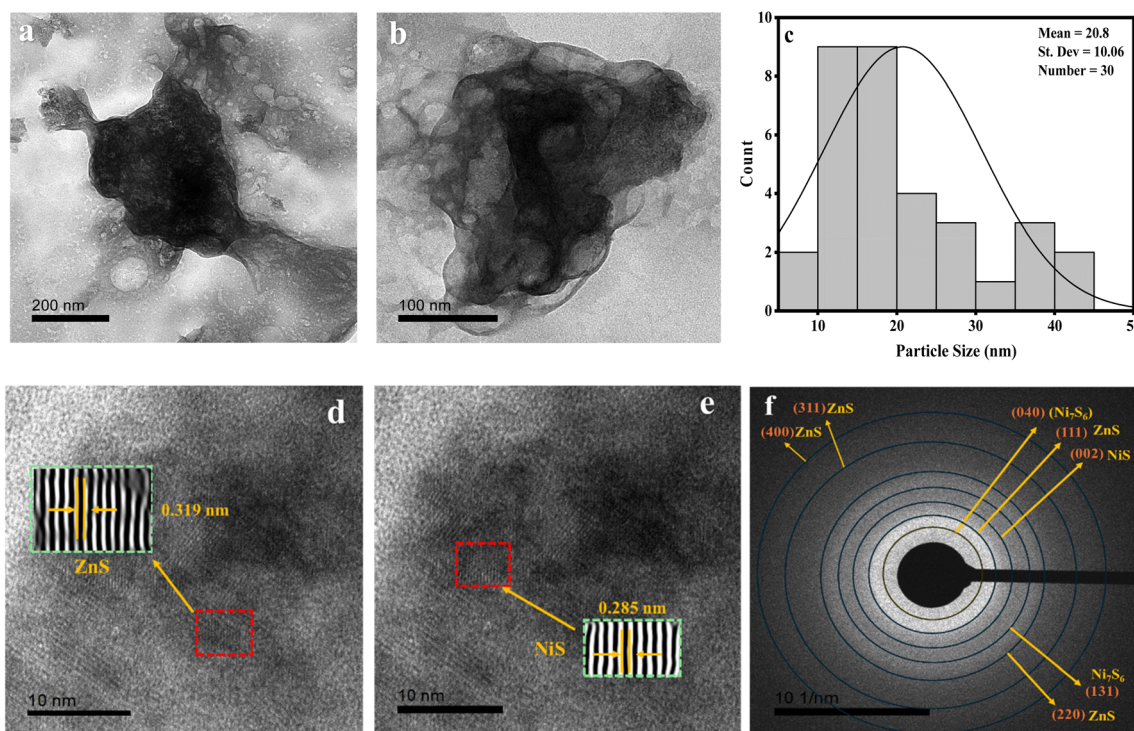 a
200 nm
b
100 nm
c
Mean = 20.8
St. Dev = 10.06
Number = 30
10
8
6
4
2
0
Count
10
20
30
40
5
Particle Size (nm)
d
0.319 nm
ZnS
10 nm
e
0.285 nm
NiS
10 nm
f
(311) ZnS
(400) ZnS
(040) (Ni₇S₆)
(111) ZnS
(002) NiS
Ni₇S₆
(131)
(220) ZnS
10 1/nm